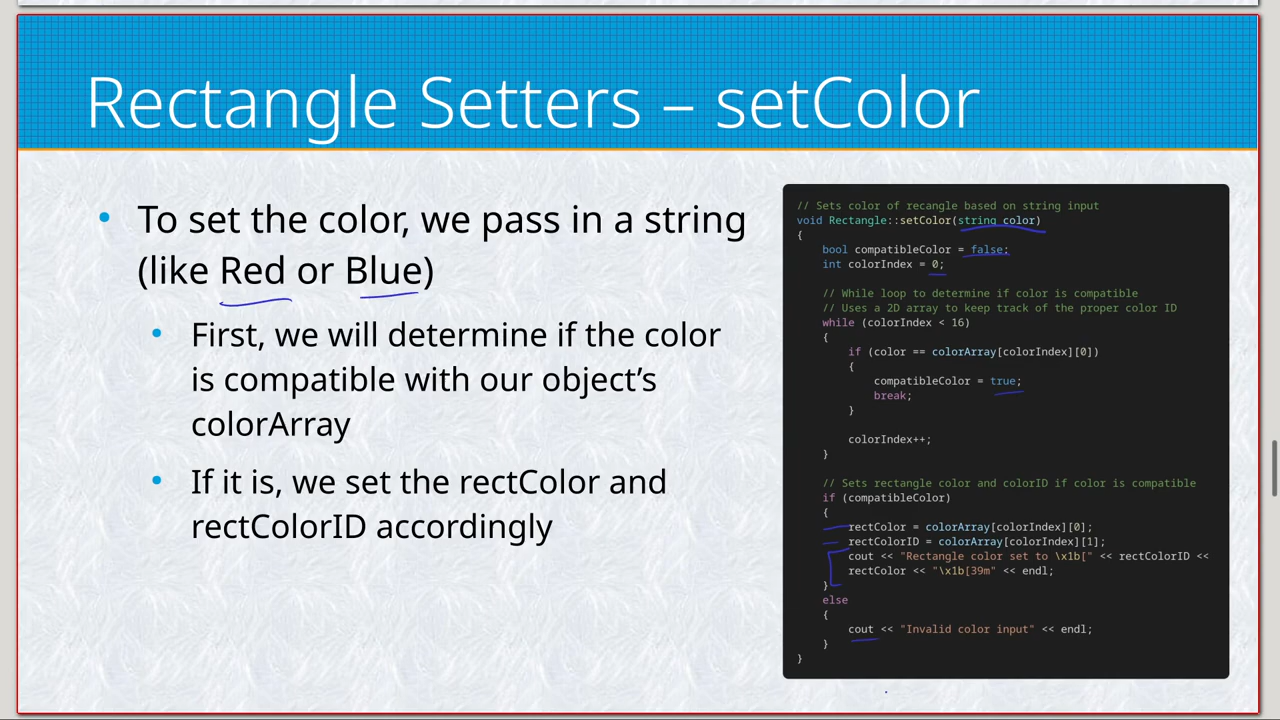 Rectangle Setters – setColor
To set the color, we pass in a string
(like Red or Blue)
First, we will determine if the color
is compatible with our object’s
colorArray
If it is, we set the rectColor and
rectColorID accordingly
// Sets color of recangle based on string input
void Rectangle::setColor(string color)
{
bool compatibleColor = false;
int colorIndex = 0;
// While loop to determine if color is compatible
// Uses a 2D array to keep track of the proper color ID
while (colorIndex < 16)
{
if (color == colorArray[colorIndex][0])
{
compatibleColor = true;
break;
}
colorIndex++;
}
// Sets rectangle color and colorID if color is compatible
if (compatibleColor)
{
rectColor = colorArray[colorIndex][0];
rectColorID = colorArray[colorIndex][1];
cout << "Rectangle color set to \x1b[" << rectColorID <<
rectColor << "\x1b[39m" << endl;
}
else
{
cout << "Invalid color input" << endl;
}
}